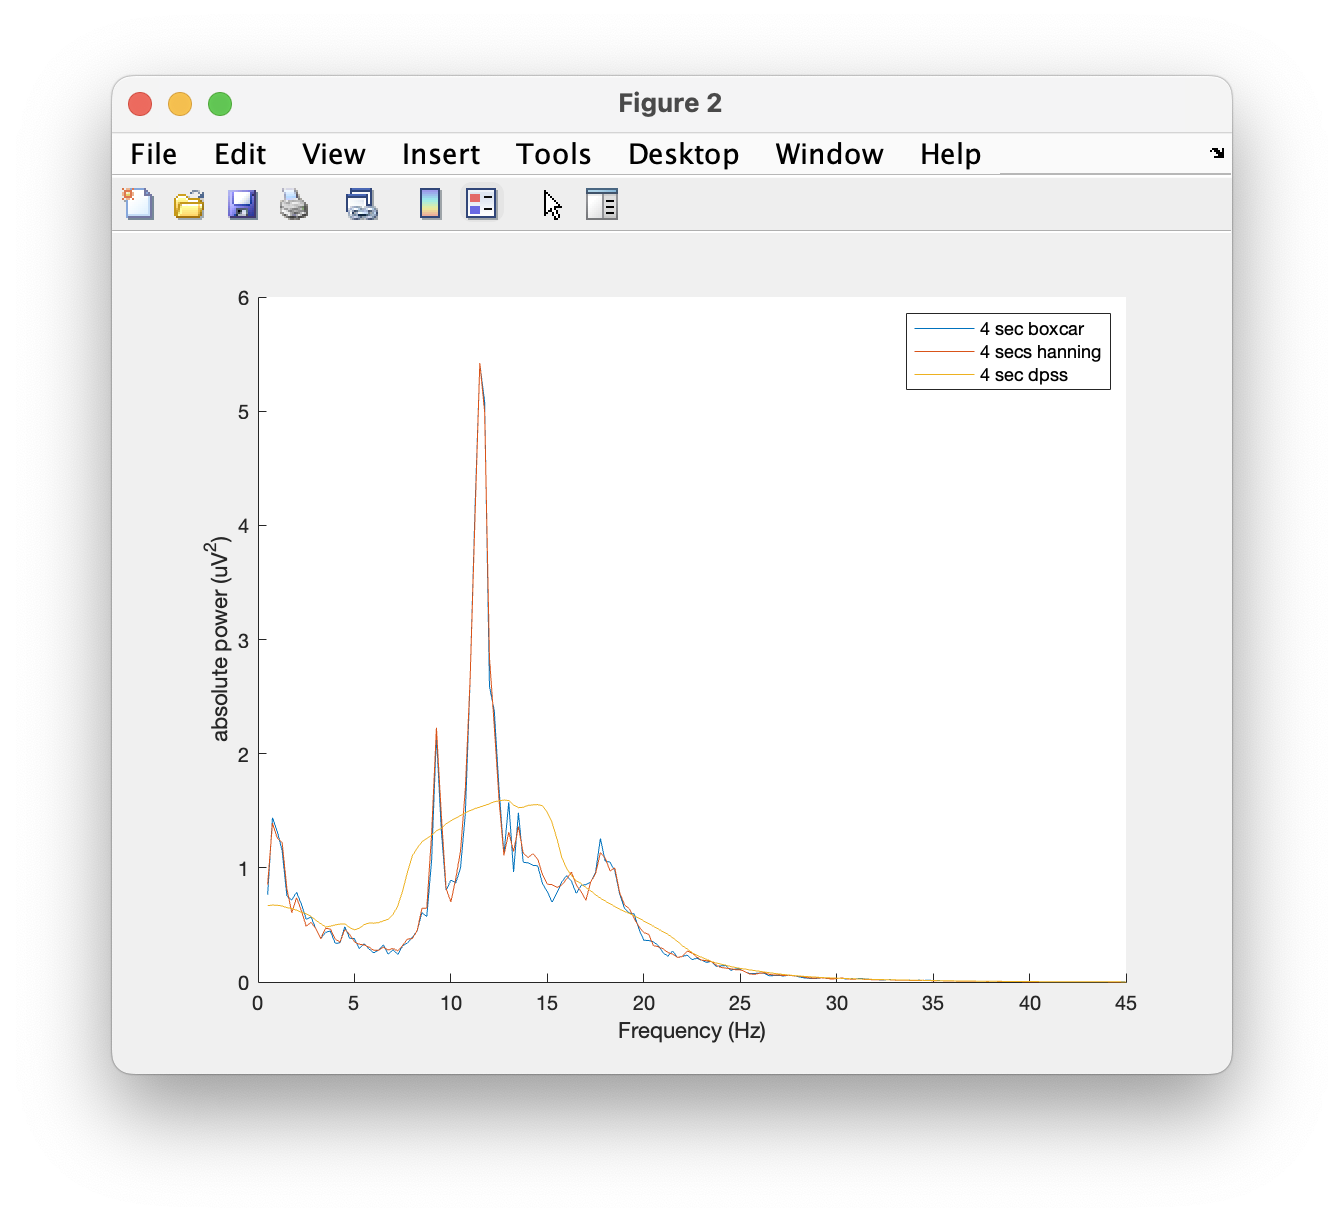 Figure 2
File Edit View Insert Tools Desktop Window Help
6
5
4
3
2
1
0
absolute power (uV²)
4 sec boxcar
4 secs hanning
4 sec dpss
0 5 10 15 20 25 30 35 40 45
Frequency (Hz)